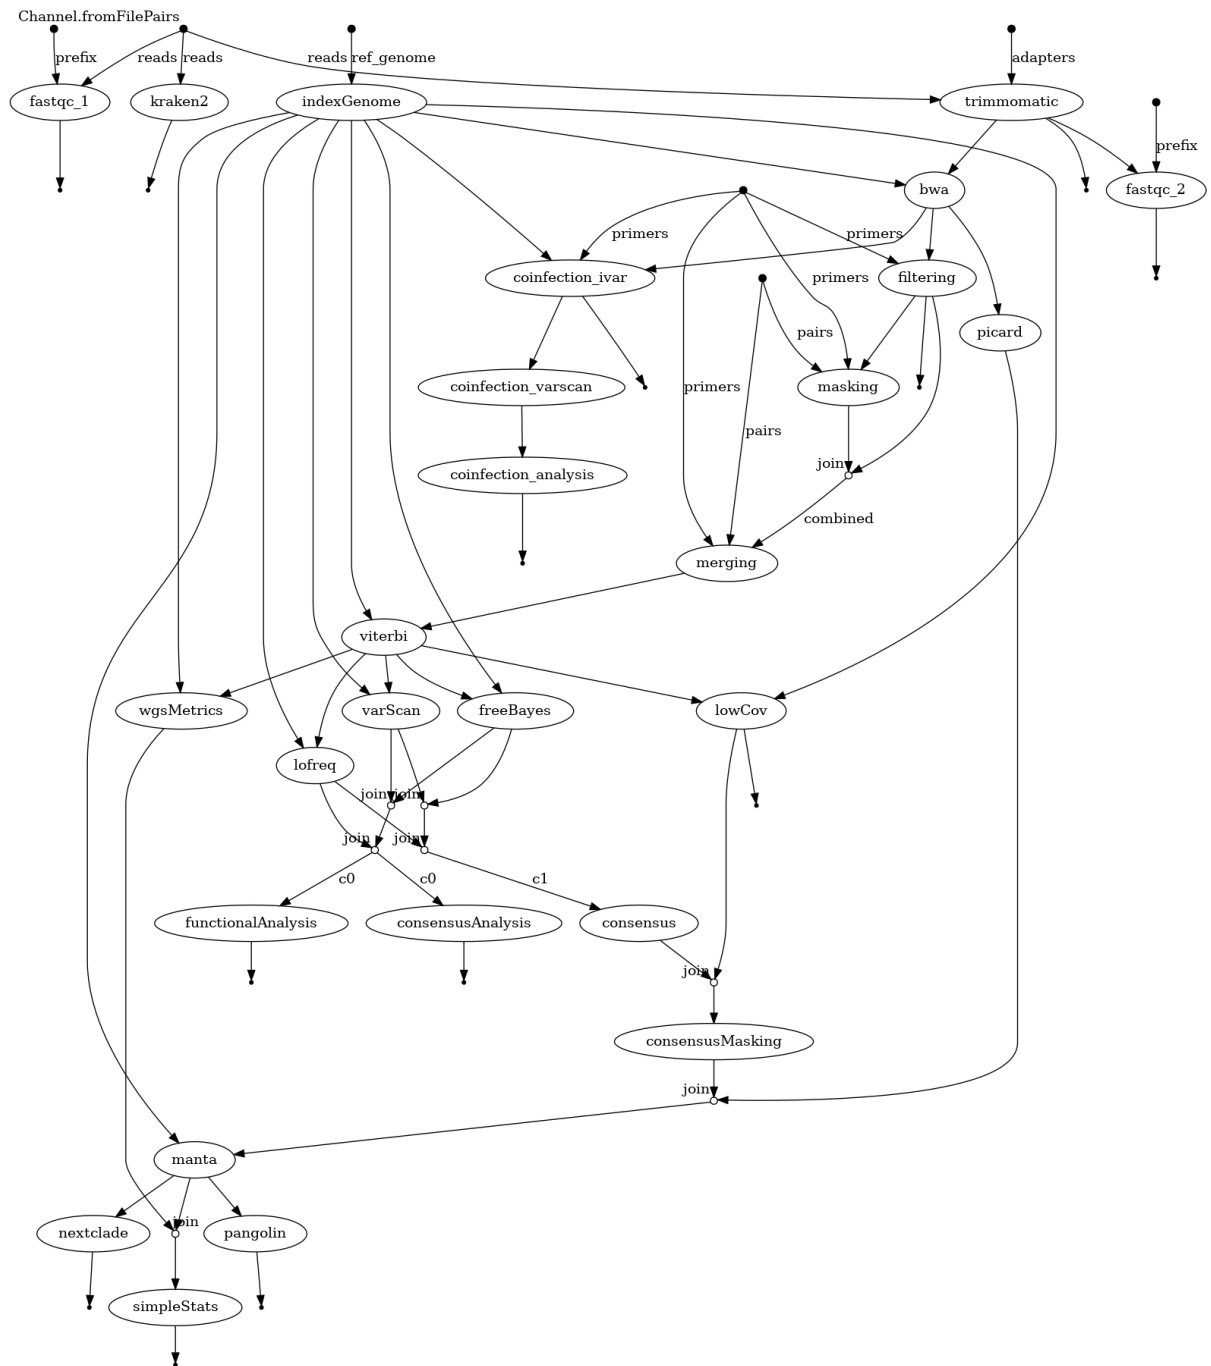 Channel.fromFilePairs
prefix
reads
reads
reads
ref_genome
adapters
fastqc_1
kraken2
indexGenome
trimmomatic
prefix
bwa
fastqc_2
primers
primers
coinfection_ivar
filtering
primers
pairs
picard
coinfection_varscan
primers
masking
pairs
join
coinfection_analysis
combined
merging
viterbi
wgsMetrics
varScan
freeBayes
lowCov
lofreq
join
join
join
join
c0
c0
c1
functionalAnalysis
consensusAnalysis
consensus
join
consensusMasking
join
manta
join
nextclade
pangolin
simpleStats